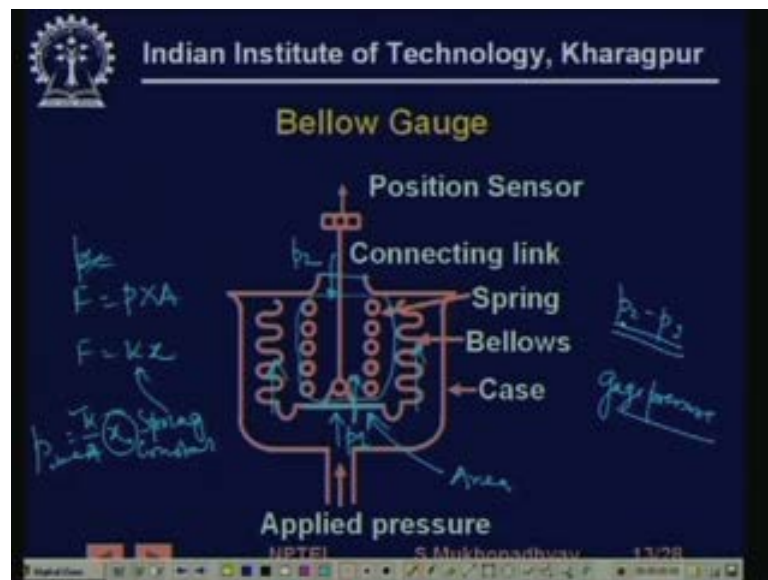 Indian Institute of Technology, Kharagpur
Bellow Gauge
Position Sensor
p2
Connecting link
F = P X A
Spring
F = Kx
Bellows
Case
Spring
gage pressure
p1
Area
Applied pressure
NPTEL S.Mukhopadhyay 13/28